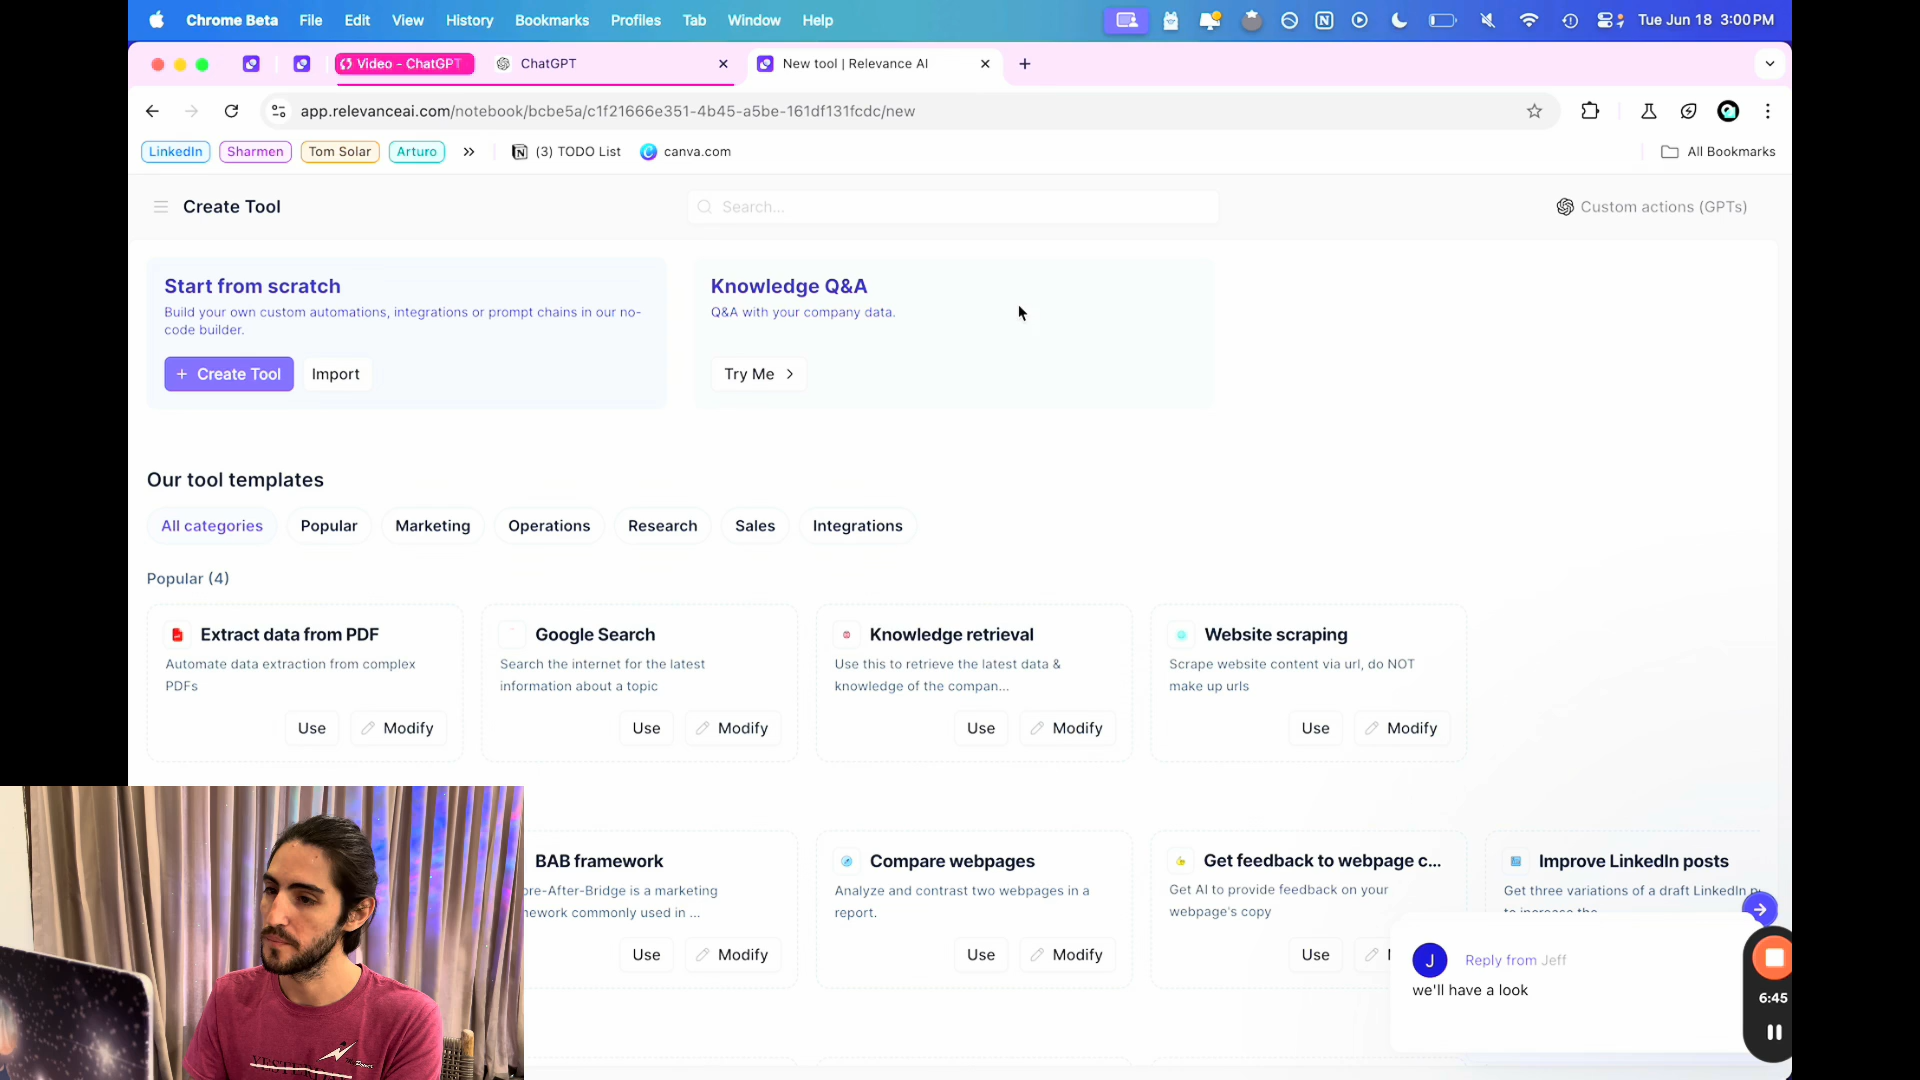 Chrome Beta File Edit View History Bookmarks Profiles Tab Window Help
Tue Jun 18 3:00 PM
Video - ChatGPT
ChatGPT
New tool | Relevance AI
app.relevanceai.com/notebook/bcbe5a/c1f21666e351-4b45-a5be-161df131fcdc/new
LinkedIn Sharmen Tom Solar Arturo
(3) TODO List
canva.com
All Bookmarks
Create Tool
Search...
Custom actions (GPTs)
Start from scratch
Build your own custom automations, integrations or prompt chains in our no-
code builder.
+ Create Tool
Import
Knowledge Q&A
Q&A with your company data.
Try Me
Our tool templates
All categories Popular Marketing Operations Research Sales Integrations
Popular (4)
Extract data from PDF
Automate data extraction from complex
PDFs
Use Modify
Google Search
Search the internet for the latest
information about a topic
Use Modify
Knowledge retrieval
Use this to retrieve the latest data &
knowledge of the compan...
Use Modify
Website scraping
Scrape website content via url, do NOT
make up urls
Use Modify
BAB framework
ore-After-Bridge is a marketing
nework commonly used in ...
Use Modify
Compare webpages
Analyze and contrast two webpages in a
report.
Use Modify
Get feedback to webpage c...
Get AI to provide feedback on your
webpage's copy
Use
Improve LinkedIn posts
Get three variations of a draft LinkedIn p
to increase the
J
Reply from Jeff
we'll have a look
6:45